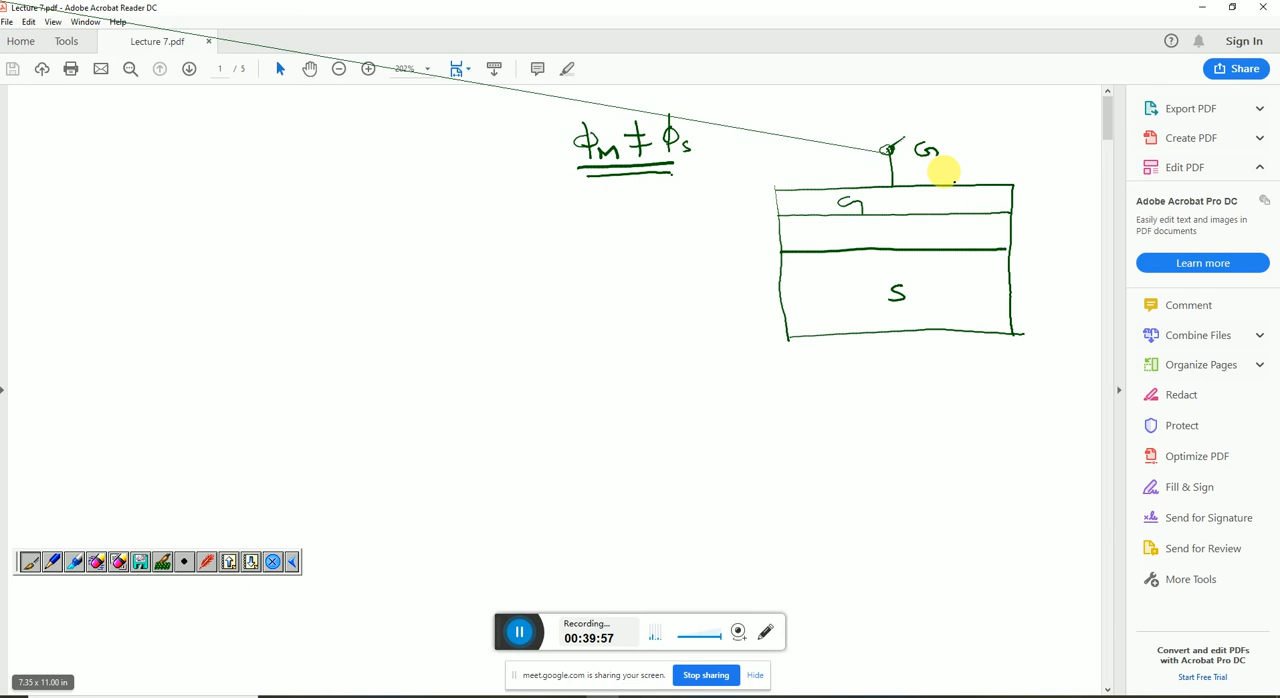 Lecture 7.pdf - Adobe Acrobat Reader DC
File Edit View Window Help
Home Tools Lecture 7.pdf × Sign In
1 / 5 202% Share
ϕM ≠ ϕs
G
G
S
Export PDF
Create PDF
Edit PDF
Adobe Acrobat Pro DC
Easily edit text and images in
PDF documents
Learn more
Comment
Combine Files
Organize Pages
Redact
Protect
Optimize PDF
Fill & Sign
Send for Signature
Send for Review
More Tools
Convert and edit PDFs
with Acrobat Pro DC
Start Free Trial
Recording...
00:39:57
meet.google.com is sharing your screen. Stop sharing Hide
7.35 x 11.00 in